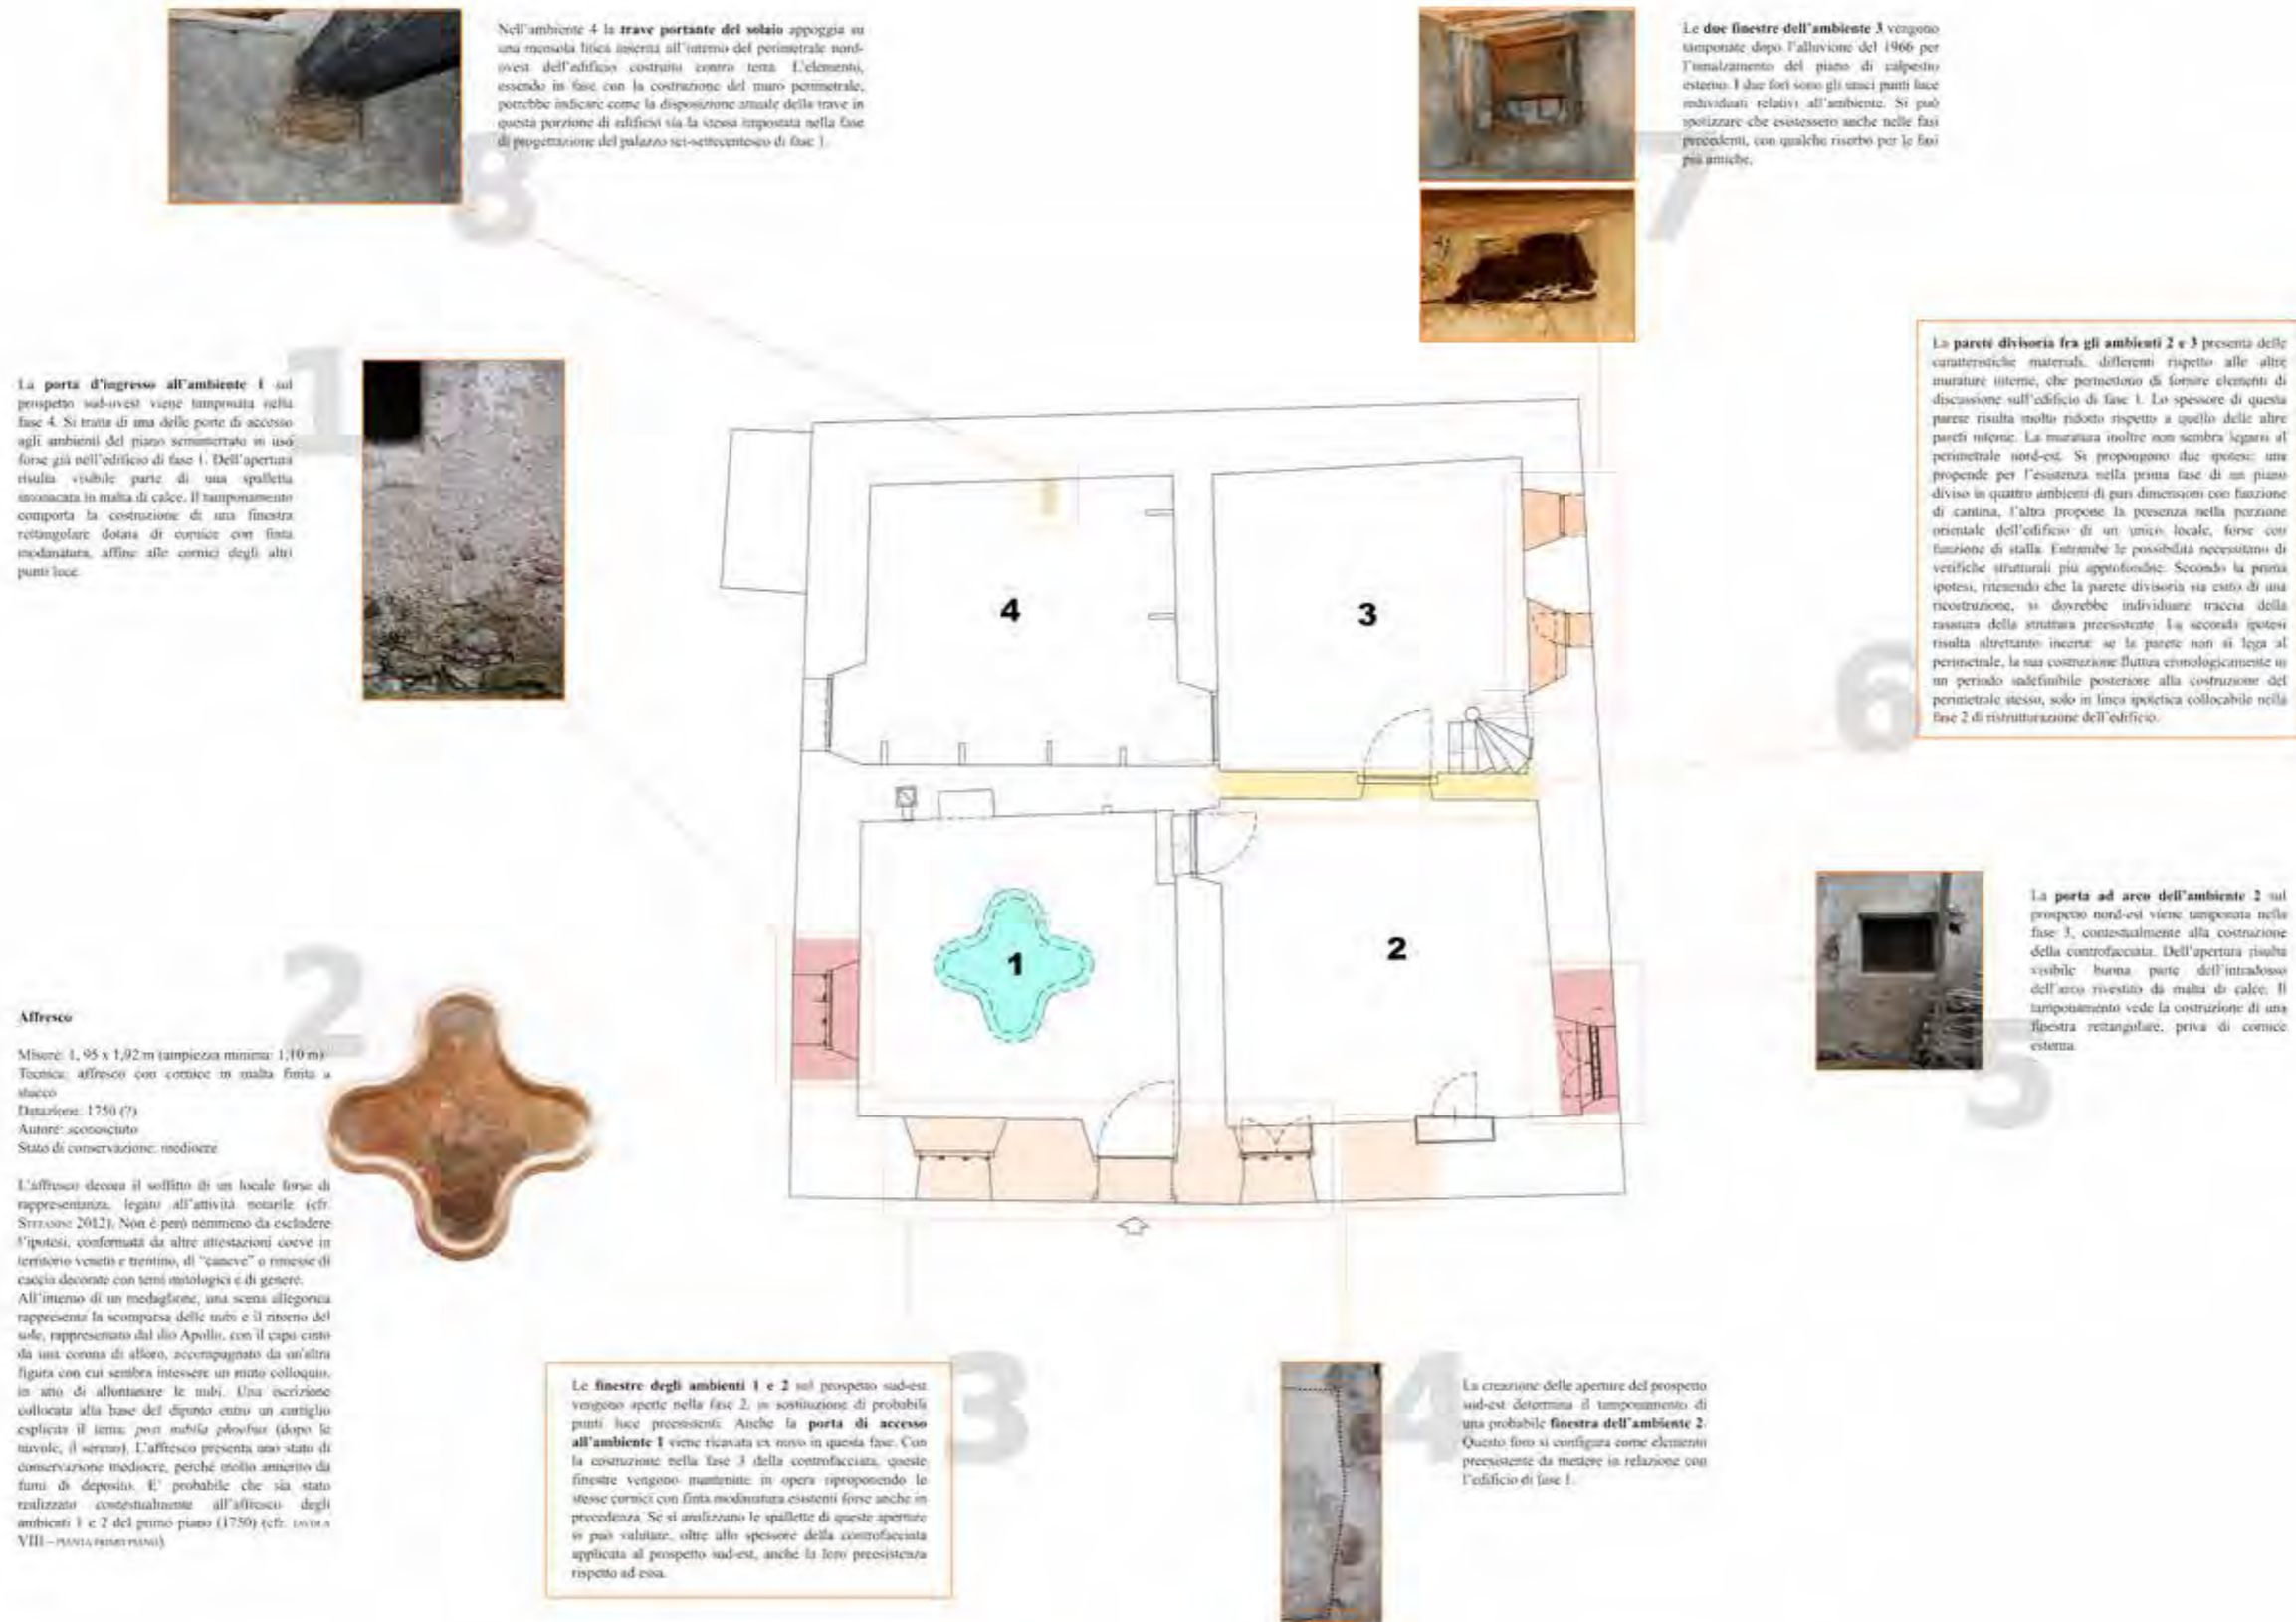 8
Nell'ambiente 4 la trave portante del solaio appoggia su
una mensola litica inserita all'interno del perimetrale nord-
ovest dell'edificio costruito contro terra. L'elemento,
essendo in fase con la costruzione del muro perimetrale,
potrebbe indicare come la disposizione attuale della trave in
questa porzione di edificio sia la stessa impostata nella fase
di progettazione del palazzo sei-settecentesco di fase 1.
7
Le due finestre dell'ambiente 3 vengono
tamponate dopo l'alluvione del 1966 per
l'innalzamento del piano di calpestio
esterno. I due fori sono gli unici punti luce
individuati relativi all'ambiente. Si può
ipotizzare che esistessero anche nelle fasi
precedenti, con qualche riserbo per le fasi
più antiche.
1
La porta d'ingresso all'ambiente 1 sul
prospetto sud-ovest viene tamponata nella
fase 4. Si tratta di una delle porte di accesso
agli ambienti del piano seminterrato in uso
forse già nell'edificio di fase 1. Dell'apertura
risulta visibile parte di una spalletta
intonacata in malta di calce. Il tamponamento
comporta la costruzione di una finestra
rettangolare dotata di cornice con finta
modanatura, affine alle cornici degli altri
punti luce.
6
La parete divisoria fra gli ambienti 2 e 3 presenta delle
caratteristiche materiali, differenti rispetto alle altre
murature interne, che permettono di fornire elementi di
discussione sull'edificio di fase 1. Lo spessore di questa
parete risulta molto ridotto rispetto a quello delle altre
pareti interne. La muratura inoltre non sembra legarsi al
perimetrale nord-est. Si propongono due ipotesi: una
propende per l'esistenza nella prima fase di un piano
diviso in quattro ambienti di pari dimensioni con funzione
di cantina, l'altra propone la presenza nella porzione
orientale dell'edificio di un unico locale, forse con
funzione di stalla. Entrambe le possibilità necessitano di
verifiche strutturali più approfondite. Secondo la prima
ipotesi, ritenendo che la parete divisoria sia esito di una
ricostruzione, si dovrebbe individuare traccia della
rasatura della struttura preesistente. La seconda ipotesi
risulta altrettanto incerta: se la parete non si lega al
perimetrale, la sua costruzione fluttua cronologicamente in
un periodo indefinibile posteriore alla costruzione del
perimetrale stesso, solo in linea ipotetica collocabile nella
fase 2 di ristrutturazione dell'edificio.
4
3
1
2
5
La porta ad arco dell'ambiente 2 sul
prospetto nord-est viene tamponata nella
fase 3, contestualmente alla costruzione
della controfacciata. Dell'apertura risulta
visibile buona parte dell'intradosso
dell'arco rivestito da malta di calce. Il
tamponamento vede la costruzione di una
finestra rettangolare, priva di cornice
esterna.
2
Affresco
Misure: 1, 95 x 1,92 m (ampiezza minima: 1,10 m)
Tecnica: affresco con cornice in malta finita a
stucco
Datazione: 1750 (?)
Autore: sconosciuto
Stato di conservazione: mediocre
L'affresco decora il soffitto di un locale forse di
rappresentanza, legato all'attività notarile (cfr.
2012). Non è però nemmeno da escludere
l'ipotesi, confermata da altre attestazioni coeve in
territorio veneto e trentino, di "caneve" o rimesse di
caccia decorate con temi mitologici e di genere.
All'interno di un medaglione, una scena allegorica
rappresenta la scomparsa delle nubi e il ritorno del
sole, rappresentato dal dio Apollo, con il capo cinto
da una corona di alloro, accompagnato da un'altra
figura con cui sembra intessere un muto colloquio,
in atto di allontanare le nubi. Una iscrizione
collocata alla base del dipinto entro un cartiglio
esplicita il tema: post nubila phoebus (dopo le
nuvole, il sereno). L'affresco presenta uno stato di
conservazione mediocre, perché molto annerito da
fumi di deposito. E' probabile che sia stato
realizzato contestualmente all'affresco degli
ambienti 1 e 2 del primo piano (1750) (cfr. TAVOLA
VIII – PIANTA PRIMO PIANO).
3
Le finestre degli ambienti 1 e 2 sul prospetto sud-est
vengono aperte nella fase 2, in sostituzione di probabili
punti luce preesistenti. Anche la porta di accesso
all'ambiente 1 viene ricavata ex novo in questa fase. Con
la costruzione nella fase 3 della controfacciata, queste
finestre vengono mantenute in opera riproponendo le
stesse cornici con finta modanatura esistenti forse anche in
precedenza. Se si analizzano le spallette di queste aperture
si può valutare, oltre allo spessore della controfacciata
applicata al prospetto sud-est, anche la loro preesistenza
rispetto ad essa.
4
La creazione delle aperture del prospetto
sud-est determina il tamponamento di
una probabile finestra dell'ambiente 2.
Questo foro si configura come elemento
preesistente da mettere in relazione con
l'edificio di fase 1.